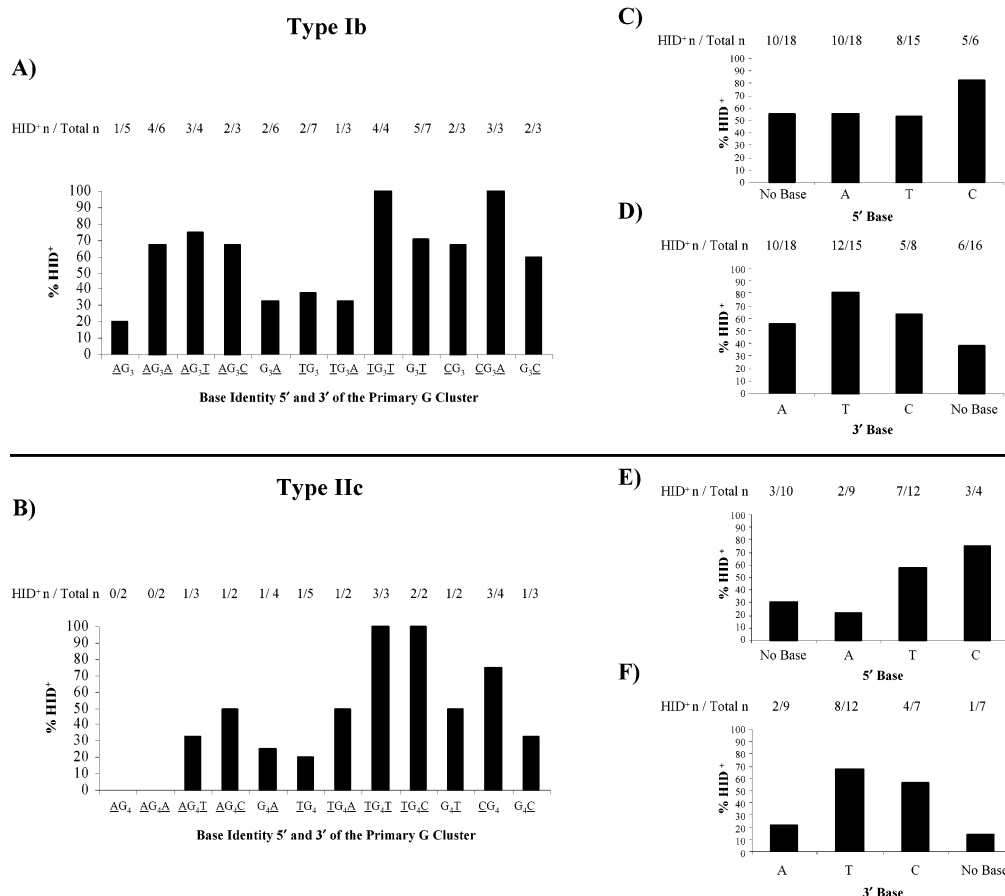 Type Ib
A)
HID⁺ n / Total n 1/5 4/6 3/4 2/3 2/6 2/7 1/3 4/4 5/7 2/3 3/3 2/3
% HID⁺
100
90
80
70
60
50
40
30
20
10
0
AG₃ AG₃A AG₃T AG₃C G₃A TG₃ TG₃A TG₃T G₃T CG₃ CG₃A G₃C
Base Identity 5′ and 3′ of the Primary G Cluster
C)
HID⁺ n / Total n 10/18 10/18 8/15 5/6
% HID⁺
100
90
80
70
60
50
40
30
20
10
0
No Base A T C
5′ Base
D)
HID⁺ n / Total n 10/18 12/15 5/8 6/16
% HID⁺
100
90
80
70
60
50
40
30
20
10
0
A T C No Base
3′ Base
Type IIc
B)
HID⁺ n / Total n 0/2 0/2 1/3 1/2 1/ 4 1/5 1/2 3/3 2/2 1/2 3/4 1/3
% HID⁺
100
90
80
70
60
50
40
30
20
10
0
AG₄ AG₄A AG₄T AG₄C G₄A TG₄ TG₄A TG₄T TG₄C G₄T CG₄ G₄C
Base Identity 5′ and 3′ of the Primary G Cluster
E)
HID⁺ n / Total n 3/10 2/9 7/12 3/4
% HID ⁺
100
90
80
70
60
50
40
30
20
10
0
No Base A T C
5′ Base
F)
HID⁺ n / Total n 2/9 8/12 4/7 1/7
% HID ⁺
100
90
80
70
60
50
40
30
20
10
0
A T C No Base
3′ Base